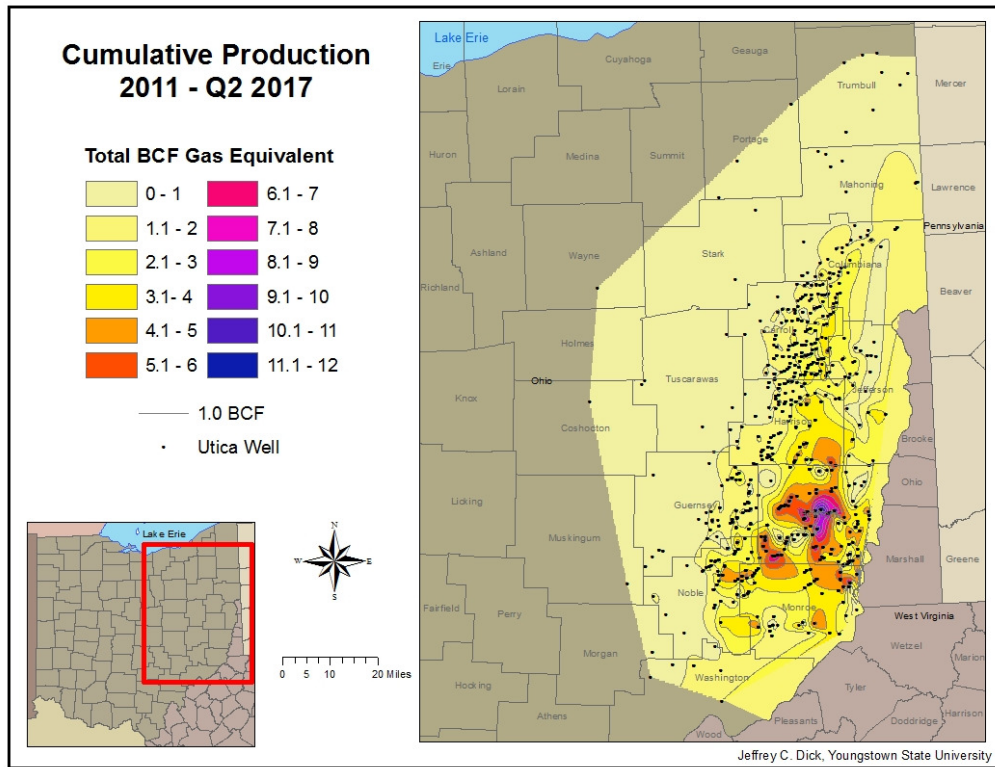 Cumulative Production
2011 - Q2 2017
Total BCF Gas Equivalent
0 - 1
1.1 - 2
2.1 - 3
3.1- 4
4.1 - 5
5.1 - 6
6.1 - 7
7.1 - 8
8.1 - 9
9.1 - 10
10.1 - 11
11.1 - 12
1.0 BCF
Utica Well
Lake Erie
N
W
E
S
0
5
10
20 Miles
Lake Erie
Erie
Lorain
Cuyahoga
Geauga
Trumbull
Mercer
Huron
Medina
Summit
Portage
Mahoning
Lawrence
Pennsylvania
Ashland
Wayne
Stark
Columbiana
Richland
Beaver
Holmes
Carroll
Ohio
Tuscarawas
Jefferson
Knox
Coshocton
Harrison
Brooke
Ohio
Licking
Guernsey
Muskingum
Marshall
Greene
Fairfield
Perry
Noble
Monroe
West Virginia
Wetzel
Morgan
Marion
Washington
Hocking
Tyler
Athens
Pleasants
Doddridge
Harrison
Wood
Jeffrey C. Dick, Youngstown State University